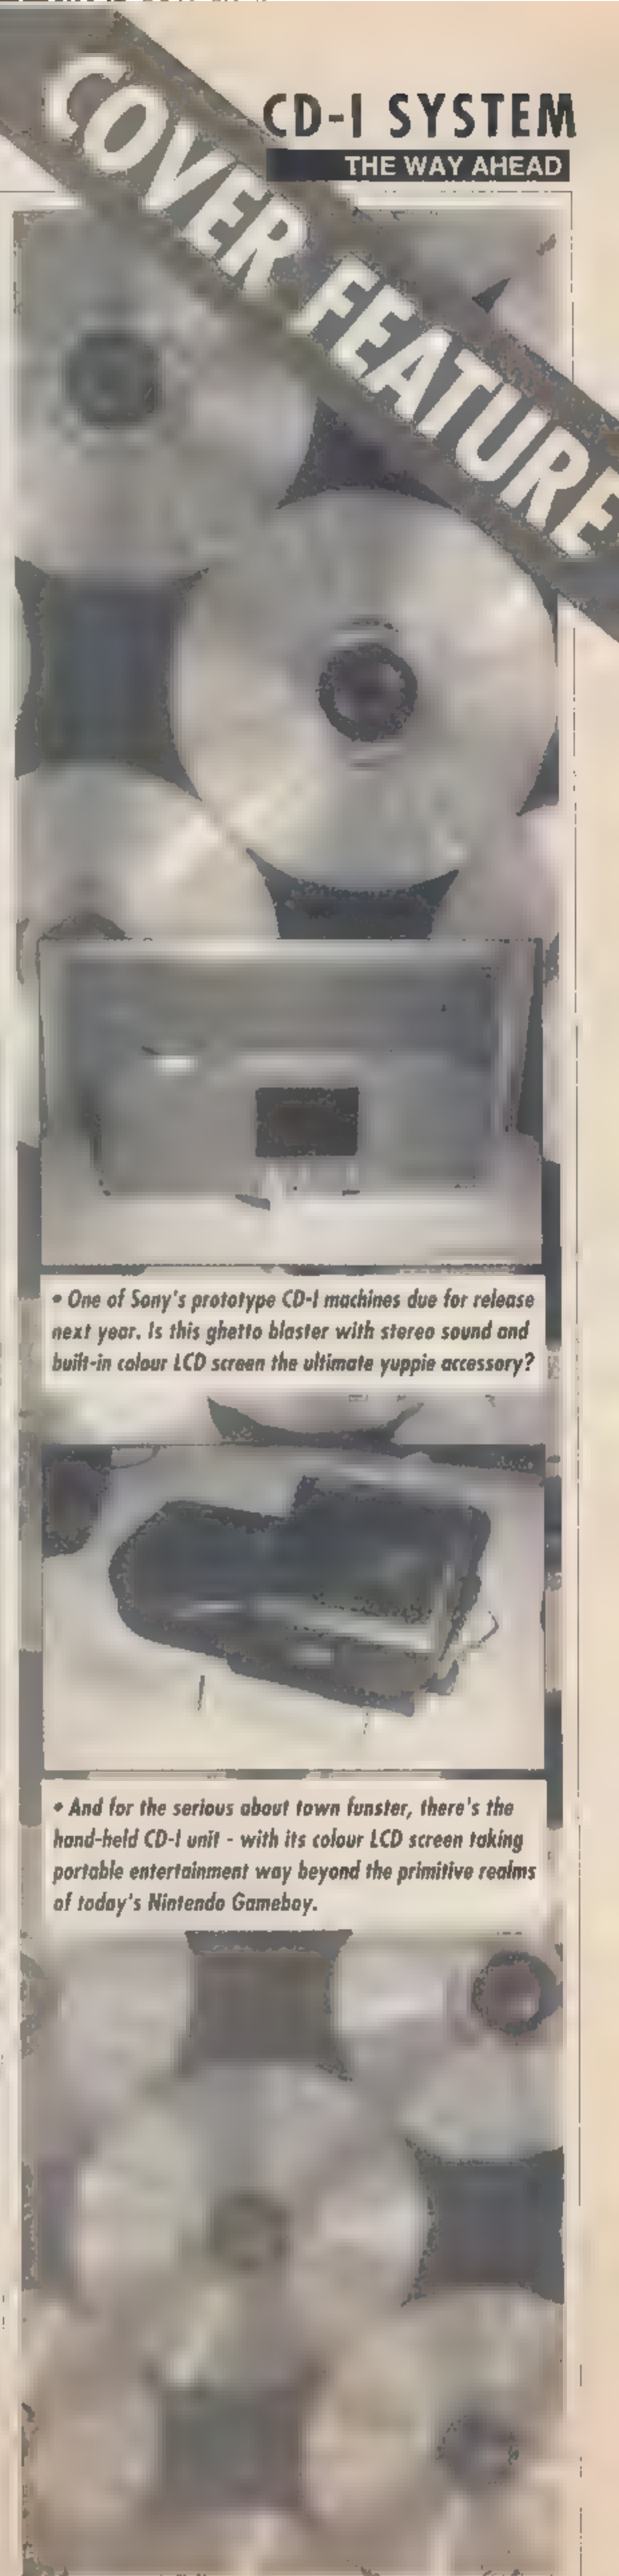 CD-I SYSTEM
THE WAY AHEAD
COVER FEATURE
• One of Sony's prototype CD-I machines due for release
next year. Is this ghetto blaster with stereo sound and
built-in colour LCD screen the ultimate yuppie accessory?
• And for the serious about town funster, there's the
hand-held CD-I unit - with its colour LCD screen taking
portable entertainment way beyond the primitive realms
of today's Nintendo Gameboy.